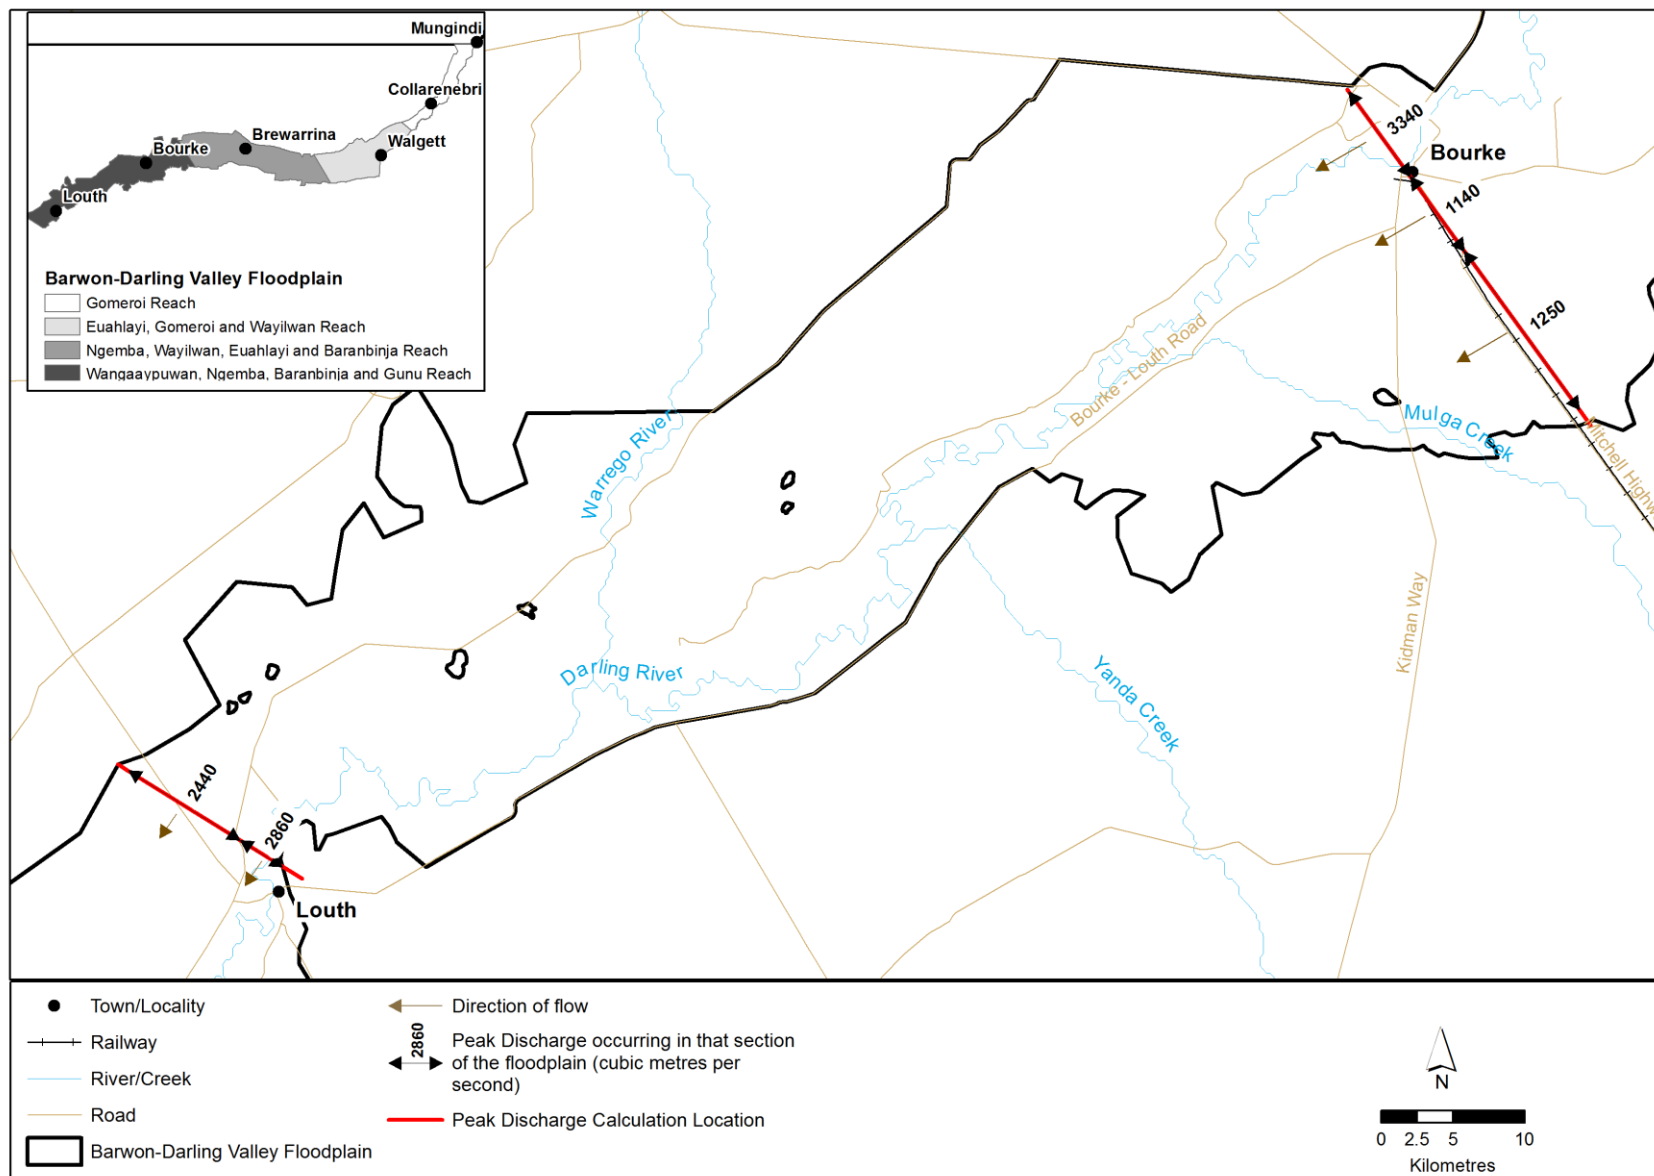 Mungindi
Collarenebri
Brewarrina
Walgett
Bourke
Louth
Barwon-Darling Valley Floodplain
Gomeroi Reach
Euahlayi, Gomeroi and Wayilwan Reach
Ngemba, Wayilwan, Euahlayi and Baranbinja Reach
Wangaaypuwan, Ngemba, Baranbinja and Gunu Reach
3340
Bourke
1140
1250
Bourke - Louth Road
Mulga Creek
Mitchell Highw
Warrego River
Kidman Way
Darling River
Yanda Creek
2440
2860
Louth
Town/Locality
Railway
River/Creek
Road
Barwon-Darling Valley Floodplain
Direction of flow
2860
Peak Discharge occurring in that section
of the floodplain (cubic metres per
second)
Peak Discharge Calculation Location
N
0 2.5 5 10
Kilometres